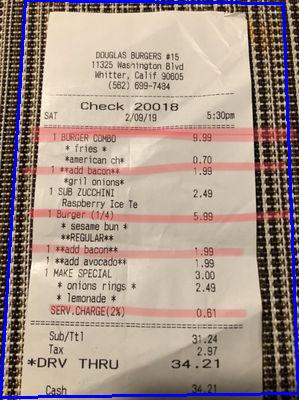 DOUGLAS BURGERS #15
11325 Washington Blvd
Whitter, Calif 90605
(562) 699-7484
Check 20018
SAT 2/09/19 5:30pm
1 BURGER COMBO 9.99
* fries *
*american ch* 0.70
1 **add bacon** 1.99
*gril onions*
1 SUB ZUCCHINI 2.49
Raspberry Ice Te
1 Burger (1/4) 5.99
* sesame bun *
**REGULAR**
1 **add bacon** 1.99
1 **add avocado** 1.99
1 MAKE SPECIAL 3.00
* onions rings * 2.49
* lemonade *
SERV.CHARGE(2%) 0.61
Sub/Ttl 31.24
Tax 2.97
*DRV THRU 34.21
Cash 34.21